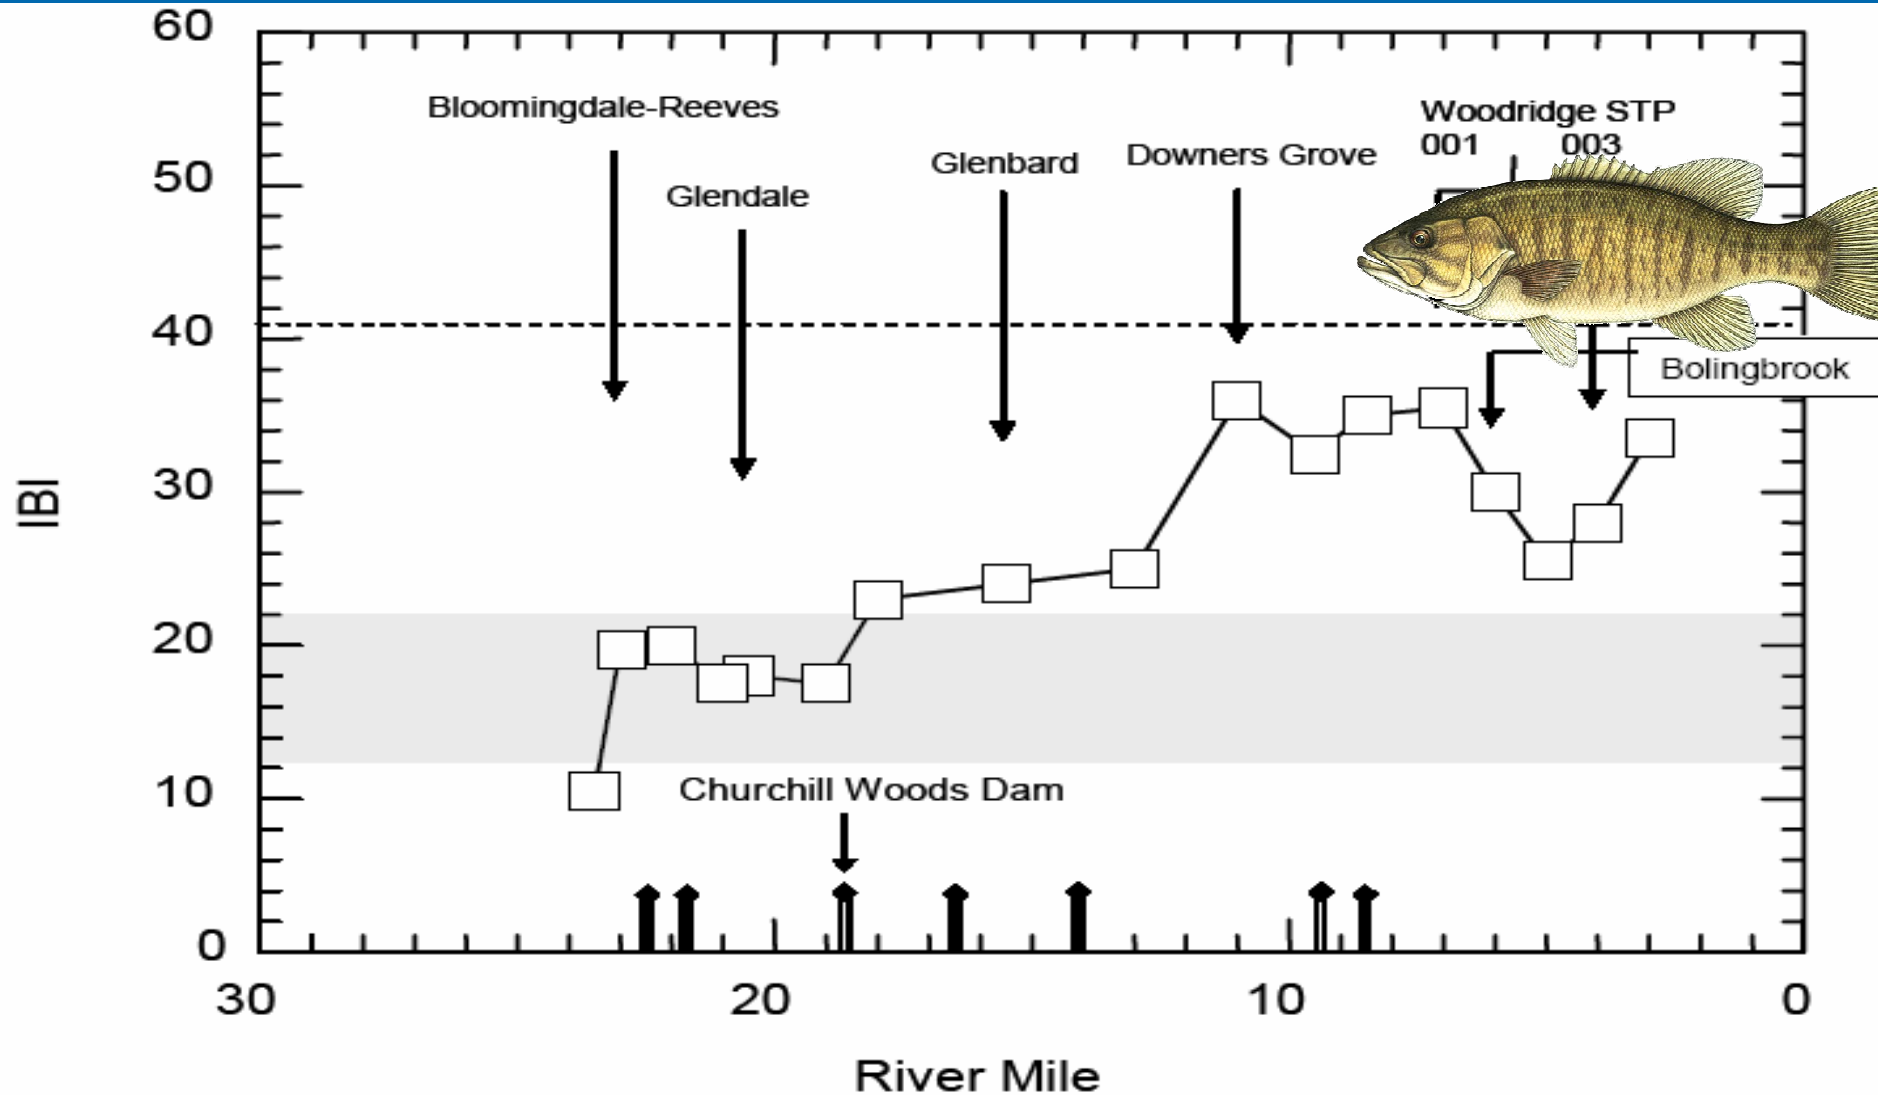 60
50
40
30
20
10
0
IBI
Bloomingdale-Reeves
Glendale
Glenbard
Downers Grove
Woodridge STP
001 003
Bolingbrook
Churchill Woods Dam
30 20 10 0
River Mile